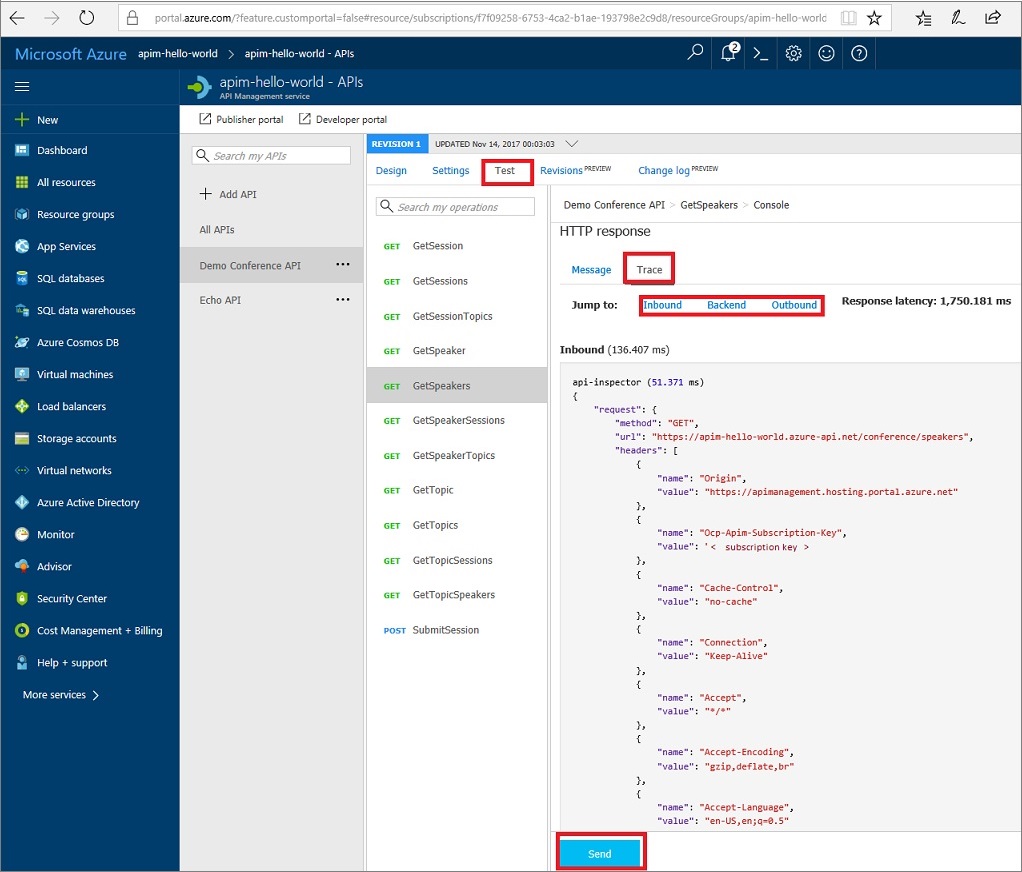 portal.azure.com/?feature.customportal=false#resource/subscriptions/f7f09258-6753-4ca2-b1ae-193798e2c9d8/resourceGroups/apim-hello-world
Microsoft Azure apim-hello-world > apim-hello-world - APIs
2
apim-hello-world - APIs
API Management service
New
Dashboard
All resources
Resource groups
App Services
SQL databases
SQL data warehouses
Azure Cosmos DB
Virtual machines
Load balancers
Storage accounts
Virtual networks
Azure Active Directory
Monitor
Advisor
Security Center
Cost Management + Billing
Help + support
More services >
Publisher portal Developer portal
Search my APIs
+ Add API
All APIs
Demo Conference API ...
Echo API ...
REVISION 1 UPDATED Nov 14, 2017 00:03:03
Design Settings Test Revisions PREVIEW Change log PREVIEW
Search my operations
GET GetSession
GET GetSessions
GET GetSessionTopics
GET GetSpeaker
GET GetSpeakers
GET GetSpeakerSessions
GET GetSpeakerTopics
GET GetTopic
GET GetTopics
GET GetTopicSessions
GET GetTopicSpeakers
POST SubmitSession
Demo Conference API > GetSpeakers > Console
HTTP response
Message Trace
Jump to: Inbound Backend Outbound Response latency: 1,750.181 ms
Inbound (136.407 ms)
api-inspector (51.371 ms)
{
"request": {
"method": "GET",
"url": "https://apim-hello-world.azure-api.net/conference/speakers",
"headers": [
{
"name": "Origin",
"value": "https://apimanagement.hosting.portal.azure.net"
},
{
"name": "Ocp-Apim-Subscription-Key",
"value": '< subscription key >
},
{
"name": "Cache-Control",
"value": "no-cache"
},
{
"name": "Connection",
"value": "Keep-Alive"
},
{
"name": "Accept",
"value": "*/*"
},
{
"name": "Accept-Encoding",
"value": "gzip,deflate,br"
},
{
"name": "Accept-Language",
"value": "en-US,en;q=0.5"
Send